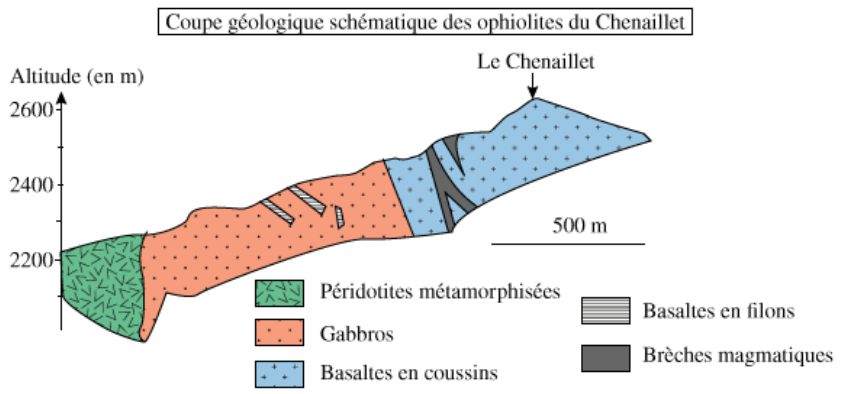 Coupe géologique schématique des ophiolites du Chenaillet
Le Chenaillet
Altitude (en m)
2600
2400
2200
500 m
Péridotites métamorphisées
Gabbros
Basaltes en coussins
Basaltes en filons
Brèches magmatiques